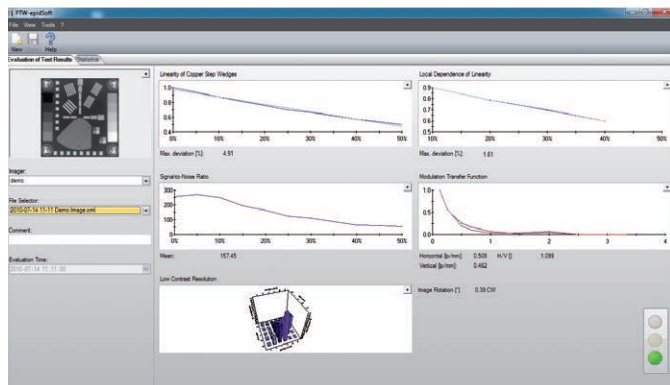 PTW-epidSoft
File View Tools ?
New Save Help
Evaluation of Test Results Statistics
Imager:
demo
File Selector:
2010-07-14 11-11 Demo Image.xml
Comment:
Evaluation Time:
2010-07-14 11:11:00
Linearity of Copper Step Wedges
1.0
0.8
0.6
0.4
0% 10% 20% 30% 40% 50%
Max. deviation [%]: 4.91
Local Dependence of Linearity
0.9
0.8
0.7
0.6
0.5
10% 20% 30% 40% 50%
Max. deviation [%]: 1.61
Signal-to-Noise Ratio
300
200
100
0
0% 10% 20% 30% 40% 50%
Mean: 157.45
Modulation Transfer Function
1.0
0.5
0.0
0 1 2 3 4
Horizontal [lp/mm]: 0.508 H/V []: 1.099
Vertical [lp/mm]: 0.462
Low Contrast Resolution
Image Rotation [°] 0.39 CW